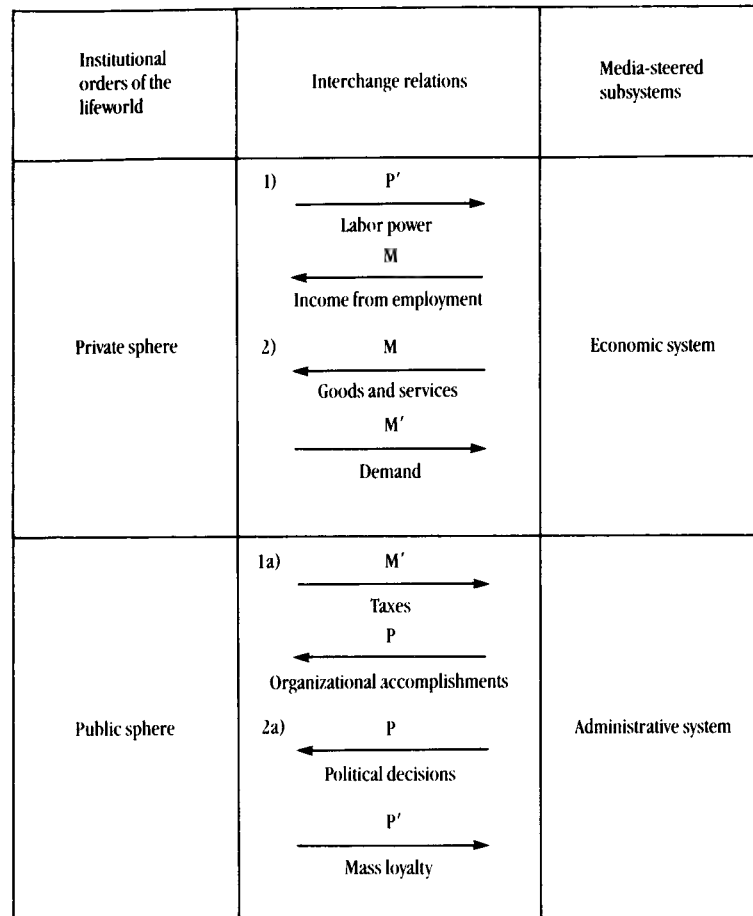 Institutional
orders of the
lifeworld
Interchange relations
Media-steered
subsystems
Private sphere
1)
P′
Labor power
M
Income from employment
2)
M
Goods and services
M′
Demand
Economic system
Public sphere
1a)
M′
Taxes
P
Organizational accomplishments
2a)
P
Political decisions
P′
Mass loyalty
Administrative system